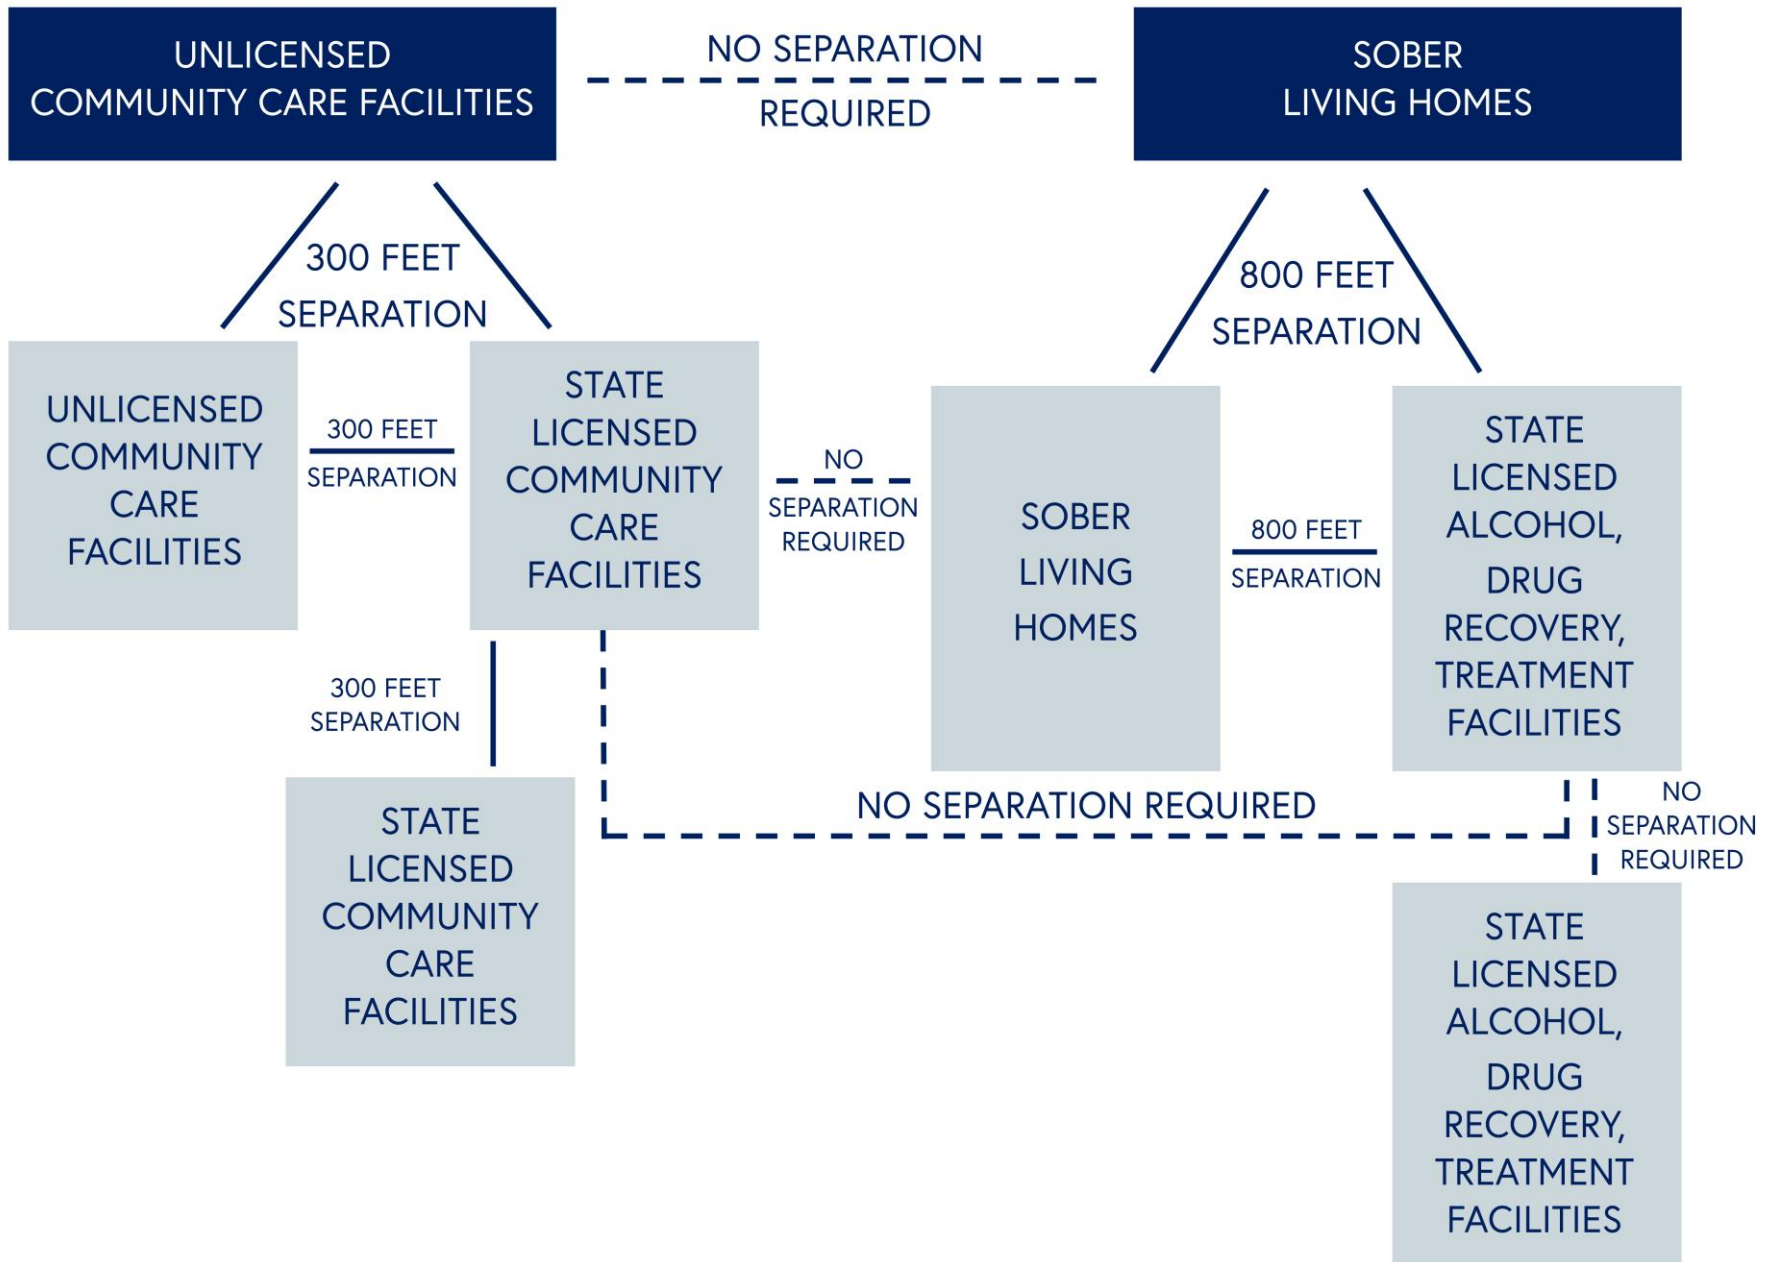 UNLICENSED
COMMUNITY CARE FACILITIES
NO SEPARATION
REQUIRED
SOBER
LIVING HOMES
300 FEET
SEPARATION
800 FEET
SEPARATION
UNLICENSED
COMMUNITY
CARE
FACILITIES
300 FEET
SEPARATION
STATE
LICENSED
COMMUNITY
CARE
FACILITIES
NO
SEPARATION
REQUIRED
SOBER
LIVING
HOMES
800 FEET
SEPARATION
STATE
LICENSED
ALCOHOL,
DRUG
RECOVERY,
TREATMENT
FACILITIES
300 FEET
SEPARATION
NO SEPARATION REQUIRED
NO
SEPARATION
REQUIRED
STATE
LICENSED
COMMUNITY
CARE
FACILITIES
STATE
LICENSED
ALCOHOL,
DRUG
RECOVERY,
TREATMENT
FACILITIES